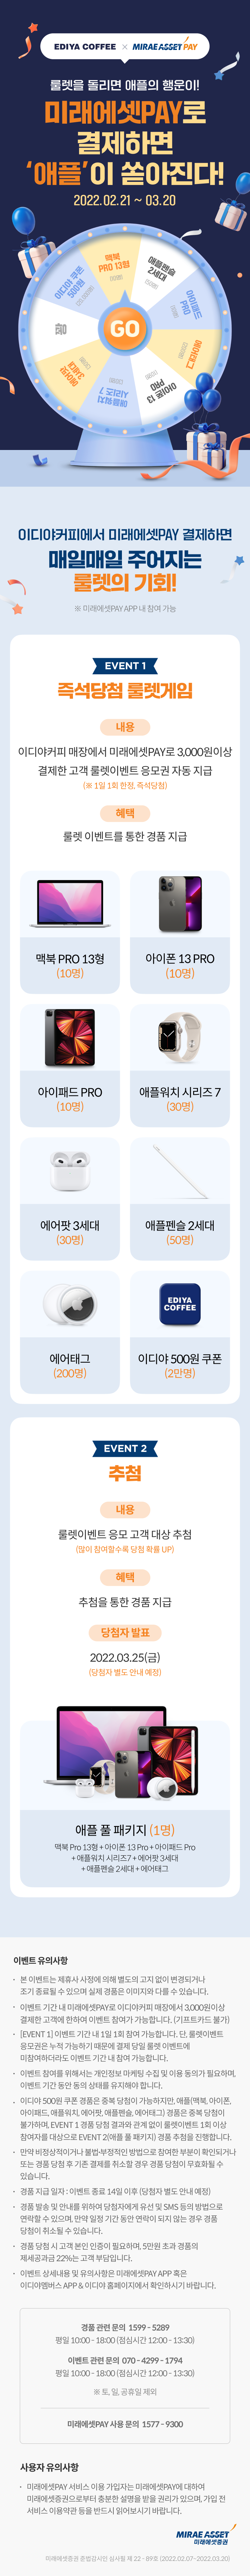 EDIYA COFFEE × MIRAE ASSET PAY
룰렛을 돌리면 애플의 행운이!
미래에셋PAY로
결제하면
‘애플’이 쏟아진다!
2022.02.21 ~ 03.20
맥북
PRO 13형
애플펜슬
2세대
아이패드
PRO
에어태그
아이폰 13
PRO
애플워치
시리즈 7
에어팟
3세대
이디야 쿠폰
500원
GO
이디야커피에서 미래에셋PAY 결제하면
매일매일 주어지는
룰렛의 기회!
※ 미래에셋PAY APP 내 참여 가능
EVENT 1
즉석당첨 룰렛게임
내용
이디야커피 매장에서 미래에셋PAY로 3,000원이상
결제한 고객 룰렛이벤트 응모권 자동 지급
(※ 1일 1회 한정, 즉석당첨)
혜택
룰렛 이벤트를 통한 경품 지급
맥북 PRO 13형
(10명)
아이폰 13 PRO
(10명)
아이패드 PRO
(10명)
애플워치 시리즈 7
(30명)
에어팟 3세대
(30명)
애플펜슬 2세대
(50명)
에어태그
(200명)
EDIYA
COFFEE
이디야 500원 쿠폰
(2만명)
EVENT 2
추첨
내용
룰렛이벤트 응모 고객 대상 추첨
(많이 참여할수록 당첨 확률 UP)
혜택
추첨을 통한 경품 지급
당첨자 발표
2022.03.25(금)
(당첨자 별도 안내 예정)
애플 풀 패키지 (1명)
맥북 Pro 13형 + 아이폰 13 Pro + 아이패드 Pro
+ 애플워치 시리즈7 + 에어팟 3세대
+ 애플펜슬 2세대 + 에어태그
이벤트 유의사항
· 본 이벤트는 제휴사 사정에 의해 별도의 고지 없이 변경되거나
조기 종료될 수 있으며 실제 경품은 이미지와 다를 수 있습니다.
· 이벤트 기간 내 미래에셋PAY로 이디야커피 매장에서 3,000원이상
결제한 고객에 한하여 이벤트 참여가 가능합니다. (기프트카드 불가)
· [EVENT 1] 이벤트 기간 내 1일 1회 참여 가능합니다. 단, 룰렛이벤트
응모권은 누적 가능하기 때문에 결제 당일 룰렛 이벤트에
미참여하더라도 이벤트 기간 내 참여 가능합니다.
· 이벤트 참여를 위해서는 개인정보 마케팅 수집 및 이용 동의가 필요하며,
이벤트 기간 동안 동의 상태를 유지해야 합니다.
· 이디야 500원 쿠폰 경품은 중복 당첨이 가능하지만, 애플(맥북, 아이폰,
아이패드, 애플워치, 에어팟, 애플펜슬, 에어태그) 경품은 중복 당첨이
불가하며, EVENT 1 경품 당첨 결과와 관계 없이 룰렛이벤트 1회 이상
참여자를 대상으로 EVENT 2(애플 풀 패키지) 경품 추첨을 진행합니다.
· 만약 비정상적이거나 불법·부정적인 방법으로 참여한 부분이 확인되거나
또는 경품 당첨 후 기존 결제를 취소할 경우 경품 당첨이 무효화될 수
있습니다.
· 경품 지급 일자 : 이벤트 종료 14일 이후 (당첨자 별도 안내 예정)
· 경품 발송 및 안내를 위하여 당첨자에게 유선 및 SMS 등의 방법으로
연락할 수 있으며, 만약 일정 기간 동안 연락이 되지 않는 경우 경품
당첨이 취소될 수 있습니다.
· 경품 당첨 시 고객 본인 인증이 필요하며, 5만원 초과 경품의
제세공과금 22%는 고객 부담입니다.
· 이벤트 상세내용 및 유의사항은 미래에셋PAY APP 혹은
이디야멤버스 APP & 이디야 홈페이지에서 확인하시기 바랍니다.
경품 관련 문의 1599 - 5289
평일 10:00 - 18:00 (점심시간 12:00 - 13:30)
이벤트 관련 문의 070 - 4299 - 1794
평일 10:00 - 18:00 (점심시간 12:00 - 13:30)
※ 토, 일, 공휴일 제외
미래에셋PAY 사용 문의 1577 - 9300
사용자 유의사항
· 미래에셋PAY 서비스 이용 가입자는 미래에셋PAY에 대하여
미래에셋증권으로부터 충분한 설명을 받을 권리가 있으며, 가입 전
서비스 이용약관 등을 반드시 읽어보시기 바랍니다.
MIRAE ASSET
미래에셋증권
미래에셋증권 준법감시인 심사필 제 22 - 89호 (2022.02.07~2022.03.20)